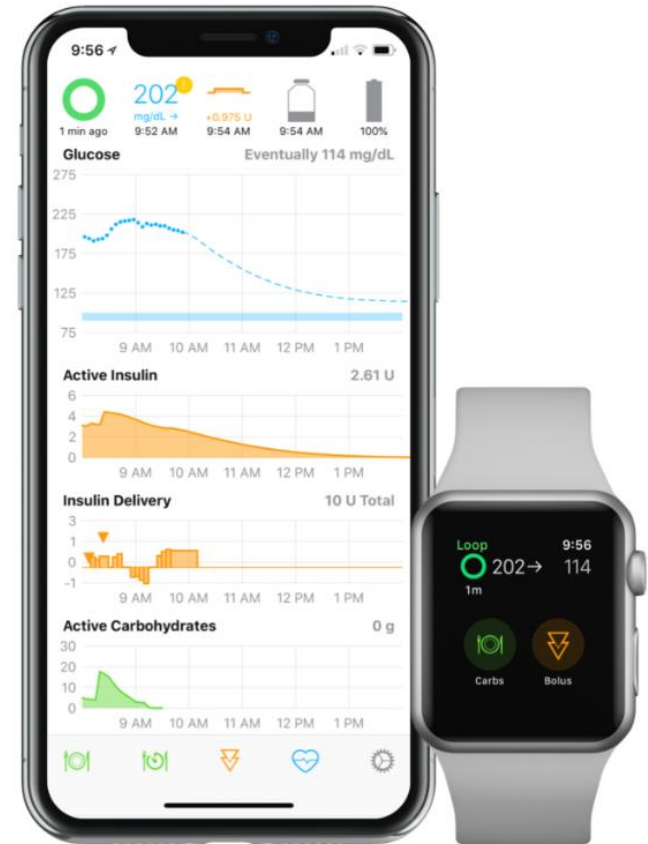 9:56
202
mg/dL →
+0.975 U
1 min ago 9:52 AM 9:54 AM 9:54 AM 100%
Glucose Eventually 114 mg/dL
275
225
175
125
75
9 AM 10 AM 11 AM 12 PM 1 PM
Active Insulin 2.61 U
6
4
2
0
9 AM 10 AM 11 AM 12 PM 1 PM
Insulin Delivery 10 U Total
3
1
0
-1
9 AM 10 AM 11 AM 12 PM 1 PM
Active Carbohydrates 0 g
30
20
10
0
9 AM 10 AM 11 AM 12 PM 1 PM
Loop 9:56
202→ 114
1m
Carbs Bolus